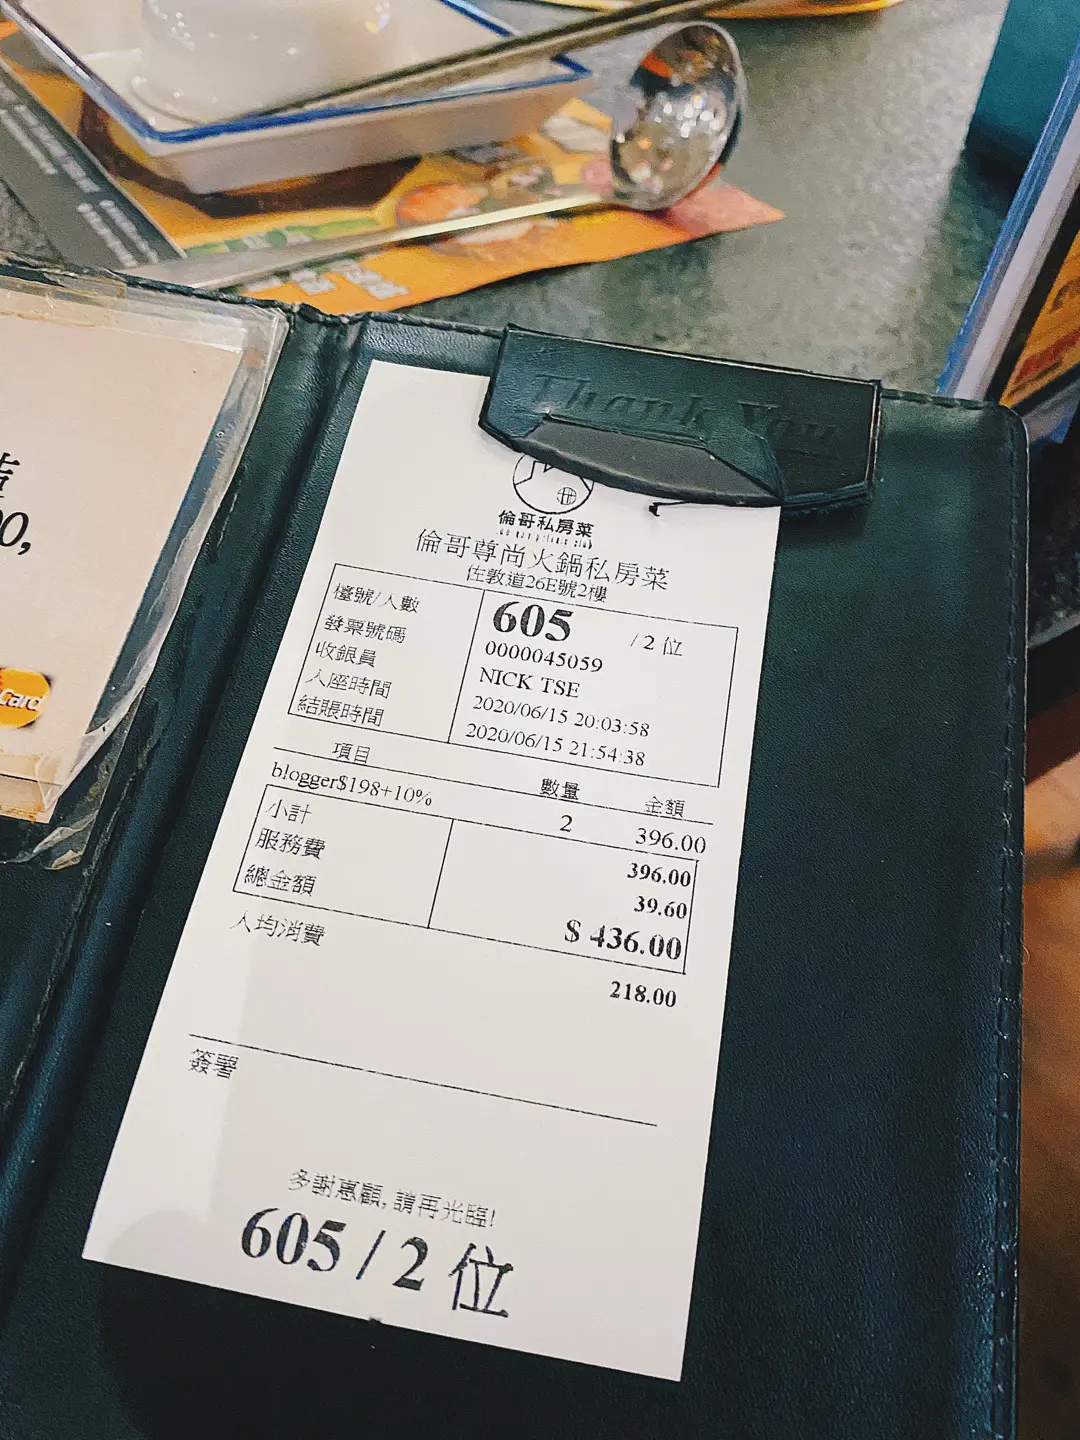 Thank You
00,
Card
倫哥私房菜
倫哥尊尚火鍋私房菜
佐敦道26E號2樓
檯號/人數 605 / 2 位
發票號碼 0000045059
收銀員 NICK TSE
入座時間 2020/06/15 20:03:58
結賬時間 2020/06/15 21:54:38
項目 數量 金額
blogger$198+10% 2 396.00
小計 396.00
服務費 39.60
總金額 $ 436.00
人均消費 218.00
簽署
多謝惠顧,請再光臨!
605 / 2 位